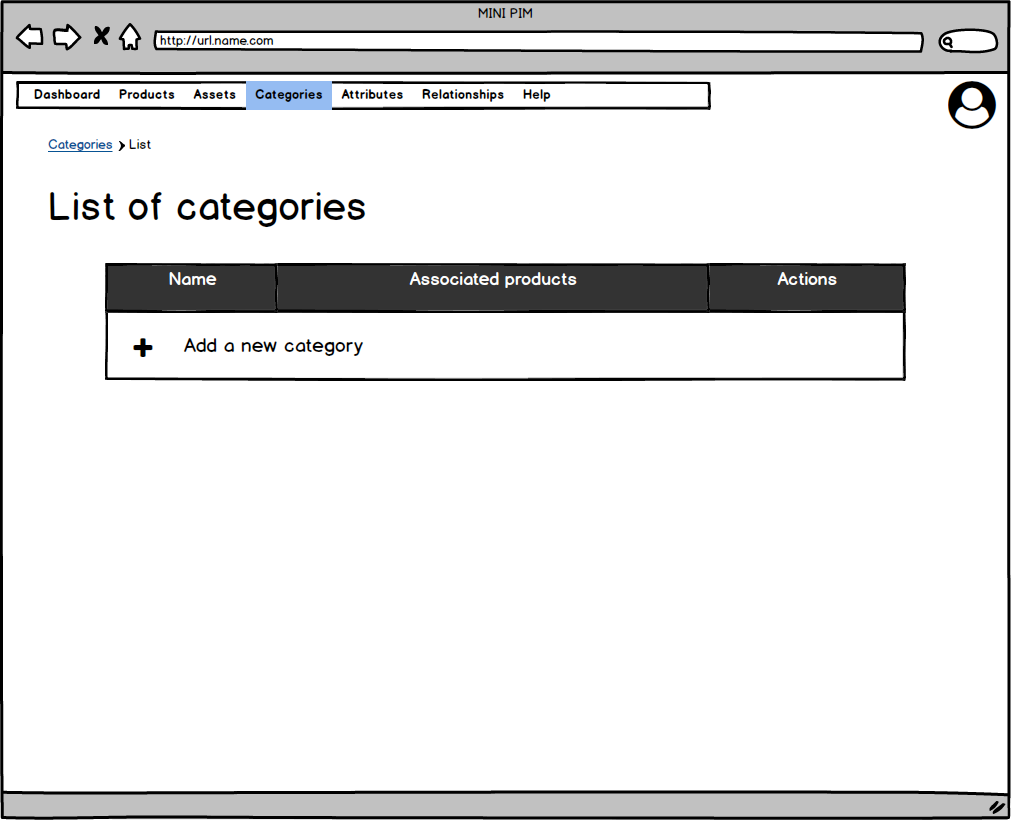 MINI PIM
http://url.name.com
Dashboard Products Assets Categories Attributes Relationships Help
Categories List
List of categories
Name Associated products Actions
Add a new category